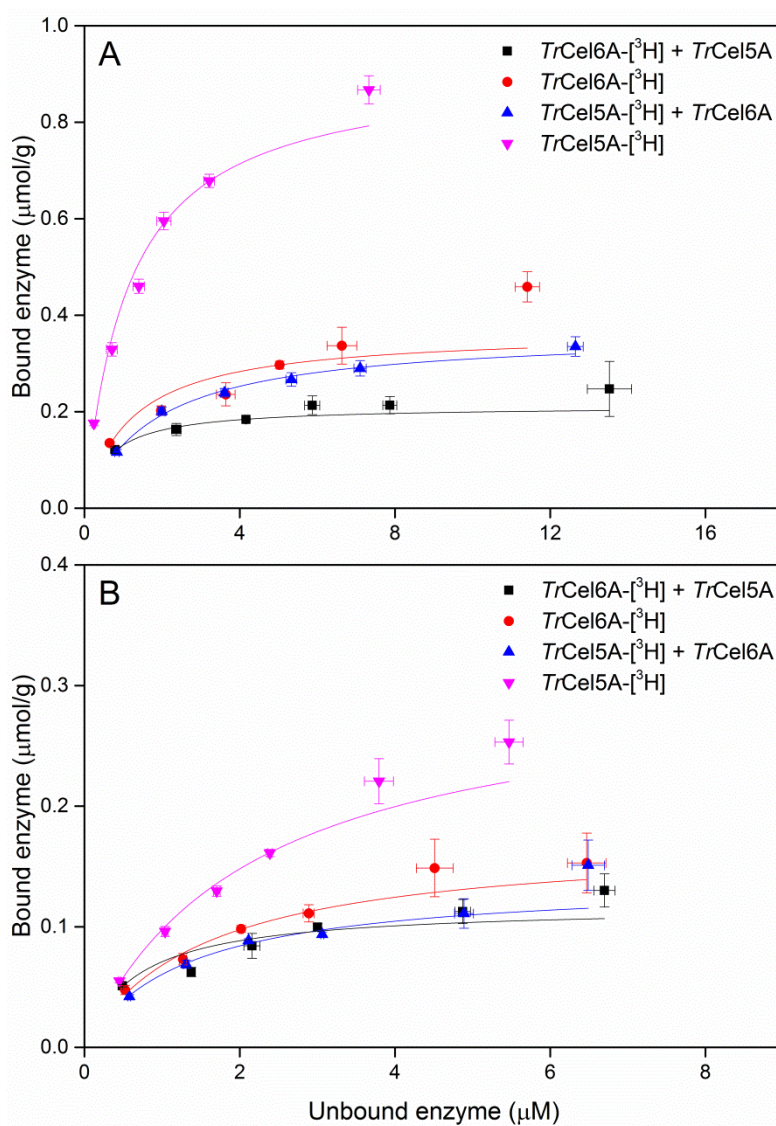 A
TrCel6A-[³H] + TrCel5A
TrCel6A-[³H]
TrCel5A-[³H] + TrCel6A
TrCel5A-[³H]
Bound enzyme (μmol/g)
1.0
0.8
0.6
0.4
0.2
0.0
0 4 8 12 16
B
TrCel6A-[³H] + TrCel5A
TrCel6A-[³H]
TrCel5A-[³H] + TrCel6A
TrCel5A-[³H]
Bound enzyme (μmol/g)
0.4
0.3
0.2
0.1
0.0
0 2 4 6 8
Unbound enzyme (μM)